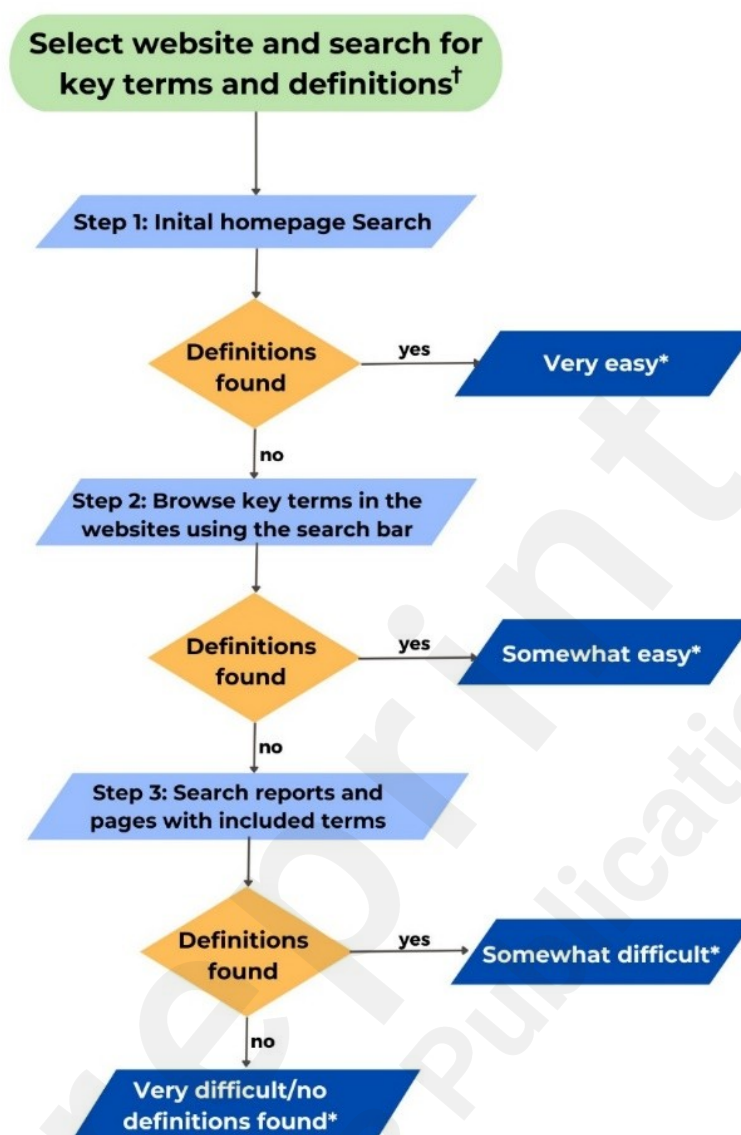 Select website and search for
key terms and definitions†
Step 1: Inital homepage Search
Definitions
found
yes
Very easy*
no
Step 2: Browse key terms in the
websites using the search bar
Definitions
found
yes
Somewhat easy*
no
Step 3: Search reports and
pages with included terms
Definitions
found
yes
Somewhat difficult*
no
Very difficult/no
definitions found*
reprint
Publicatio